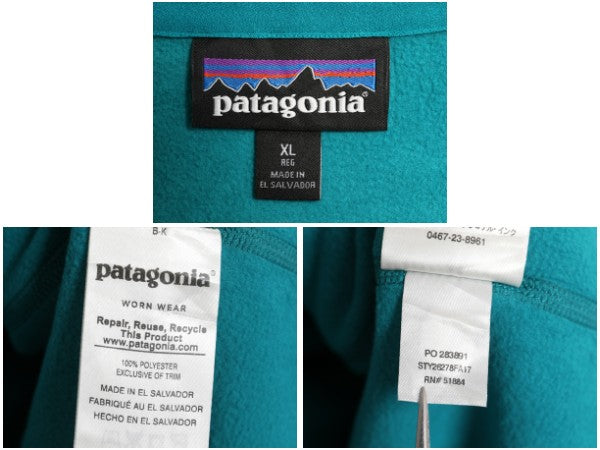 patagonia®
XL
REG
MADE IN
EL SALVADOR
B-K
patagonia®
WORN WEAR
Repair, Reuse, Recycle
This Product
www.patagonia.com
100% POLYESTER
EXCLUSIVE OF TRIM
MADE IN EL SALVADOR
FABRIQUÉ AU EL SALVADOR
HECHO EN EL SALVADOR
0467-23-8961
PO 283891
STY26278FA17
RN# 51884